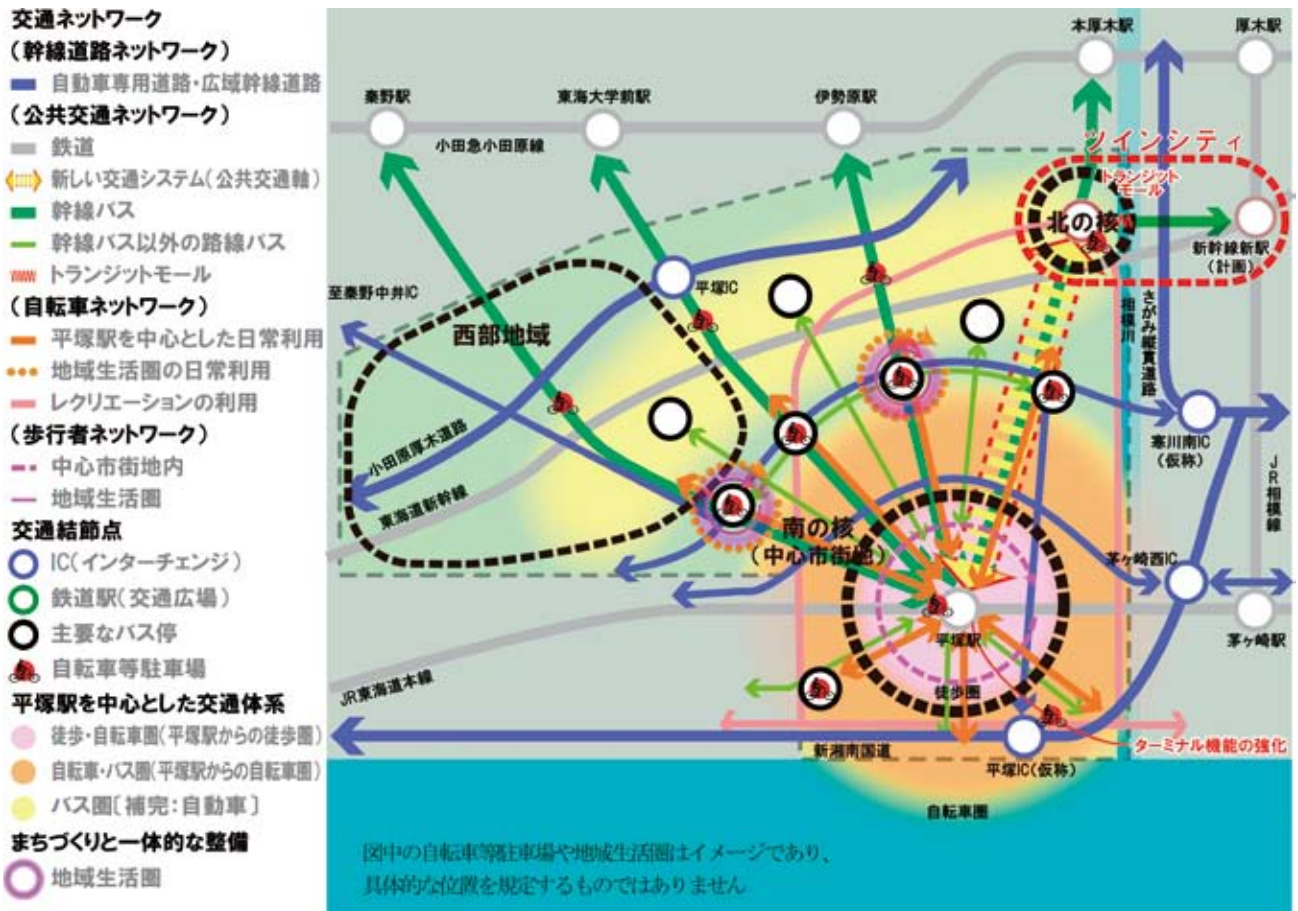 交通ネットワーク
（幹線道路ネットワーク）
自動車専用道路・広域幹線道路
（公共交通ネットワーク）
鉄道
新しい交通システム（公共交通軸）
幹線バス
幹線バス以外の路線バス
トランジットモール
（自転車ネットワーク）
平塚駅を中心とした日常利用
地域生活圏の日常利用
レクリエーションの利用
（歩行者ネットワーク）
中心市街地内
地域生活圏
交通結節点
IC（インターチェンジ）
鉄道駅（交通広場）
主要なバス停
自転車等駐車場
平塚駅を中心とした交通体系
徒歩・自転車圏（平塚駅からの徒歩圏）
自転車・バス圏（平塚駅からの自転車圏）
バス圏〔補完：自動車〕
まちづくりと一体的な整備
地域生活圏
本厚木駅
厚木駅
秦野駅
東海大学前駅
伊勢原駅
小田急小田原線
ツインシティ
トランジット
モール
北の核
新幹線新駅
（計画）
至秦野中井IC
平塚IC
西部地域
相模川
さがみ縦貫道路
小田原厚木道路
東海道新幹線
寒川南IC
（仮称）
JR相模線
南の核
（中心市街地）
茅ヶ崎西IC
平塚駅
茅ヶ崎駅
徒歩圏
JR東海道本線
新湘南国道
平塚IC（仮称）
ターミナル機能の強化
自転車圏
図中の自転車等駐車場や地域生活圏はイメージであり、
具体的な位置を規定するものではありません